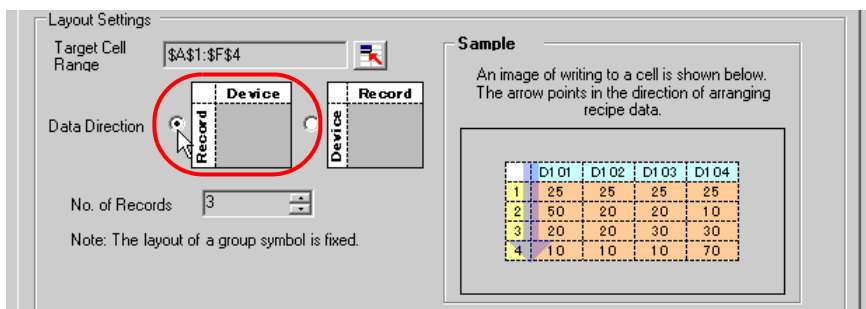 Layout Settings
Target Cell
Range
$A$1:$F$4
Data Direction
Device
Record
Record
Device
No. of Records
3
Note: The layout of a group symbol is fixed.
Sample
An image of writing to a cell is shown below.
The arrow points in the direction of arranging
recipe data.
D101 D102 D103 D104
1 25 25 25 25
2 50 20 20 10
3 20 20 30 30
4 10 10 10 70